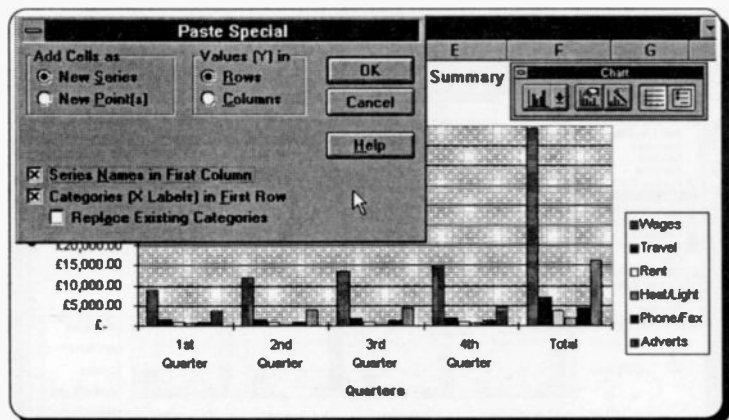 Paste Special
Add Cells as
New Series
New Point(s)
Values (Y) in
Rows
Columns
OK
Cancel
Help
Series Names in First Column
Categories (X Labels) in First Row
Replace Existing Categories
E F G
Summary
Chart
£20,000.00
£15,000.00
£10,000.00
£5,000.00
£-
1st Quarter
2nd Quarter
3rd Quarter
4th Quarter
Total
Quarters
Wages
Travel
Rent
Heat/Light
Phone/Fax
Adverts